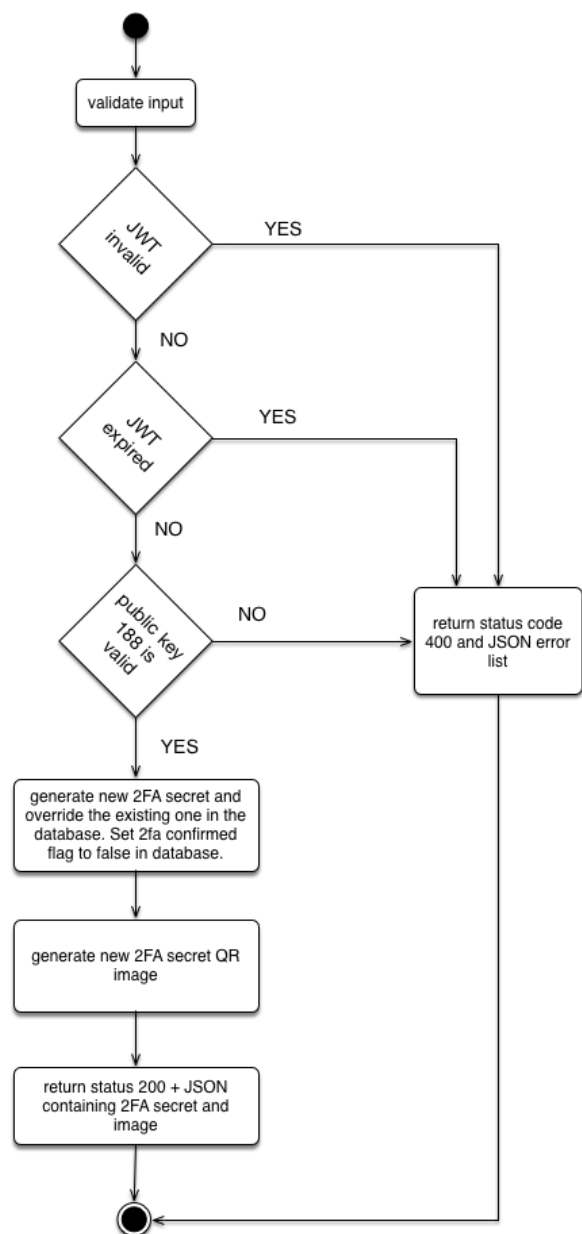 validate input
JWT
invalid
YES
NO
JWT
expired
YES
NO
public key
188 is
valid
NO
return status code
400 and JSON error
list
YES
generate new 2FA secret and
override the existing one in the
database. Set 2fa confirmed
flag to false in database.
generate new 2FA secret QR
image
return status 200 + JSON
containing 2FA secret and
image